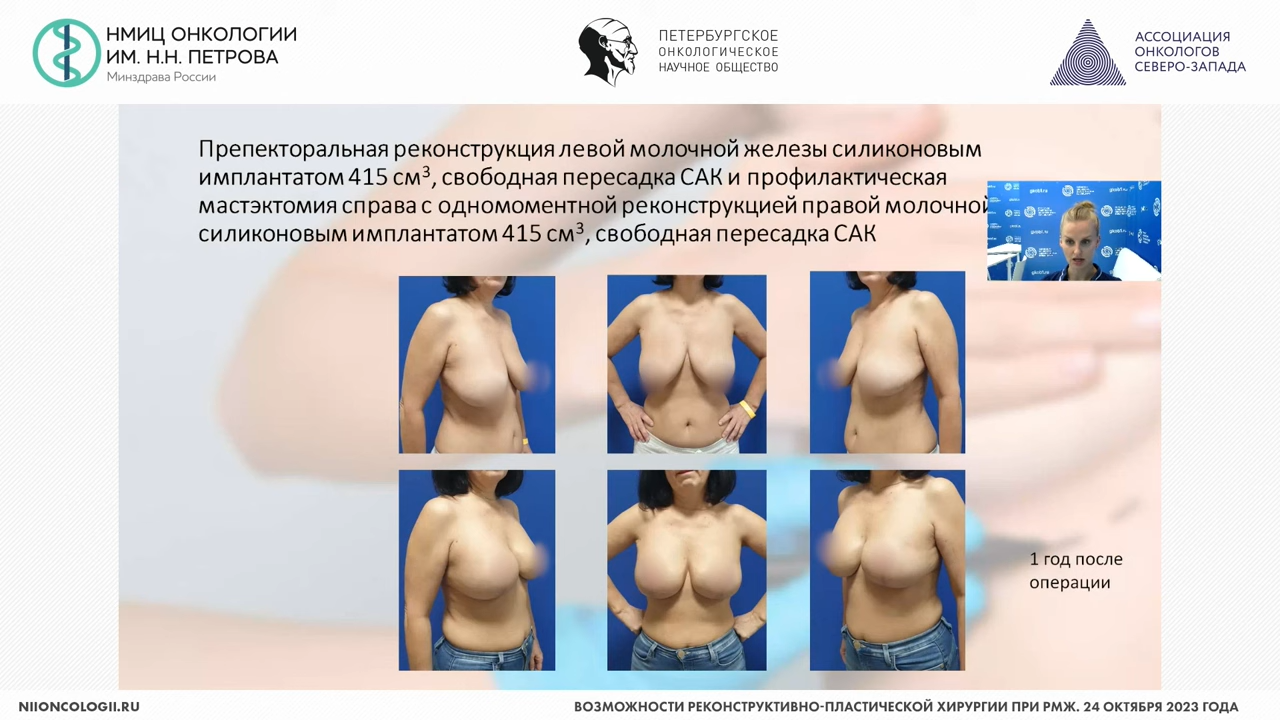 НМИЦ ОНКОЛОГИИ
ИМ. Н.Н. ПЕТРОВА
Минздрава России
ПЕТЕРБУРГСКОЕ
ОНКОЛОГИЧЕСКОЕ
НАУЧНОЕ ОБЩЕСТВО
АССОЦИАЦИЯ
ОНКОЛОГОВ
СЕВЕРО-ЗАПАДА
Препекторальная реконструкция левой молочной железы силиконовым
имплантатом 415 см³, свободная пересадка САК и профилактическая
мастэктомия справа с одномоментной реконструкцией правой молочной
силиконовым имплантатом 415 см³, свободная пересадка САК
1 год после
операции
NIIONCOLOGII.RU
ВОЗМОЖНОСТИ РЕКОНСТРУКТИВНО-ПЛАСТИЧЕСКОЙ ХИРУРГИИ ПРИ РМЖ. 24 ОКТЯБРЯ 2023 ГОДА